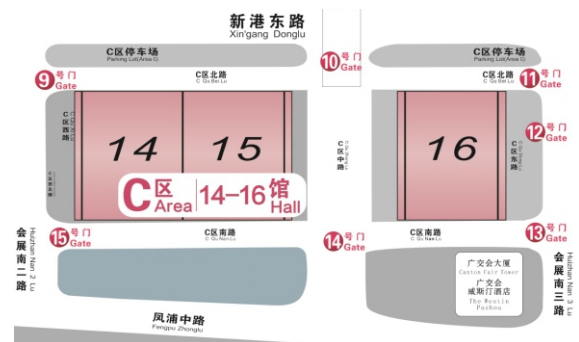 新港东路
Xin'gang Donglu
C区停车场
Parking Lot(Area C)
C区停车场
Parking Lot(Area C)
9号门
Gate
C区北路
C Qu Bei Lu
10号门
Gate
C区北路
C Qu Bei Lu
11号门
Gate
C区西路
14
15
C区中路
16
C区东路
12号门
Gate
C区
Area
14–16馆
Hall
15号门
Gate
C区南路
C Qu Nan Lu
14号门
Gate
C区南路
C Qu Nan Lu
13号门
Gate
会展南二路
Huizhan Nan 2 Lu
广交会大厦
Canton Fair Tower
广交会
威斯汀酒店
The Westin
Pazhou
会展南三路
Huizhan Nan 3 Lu
凤浦中路
Fengpu Zhonglu